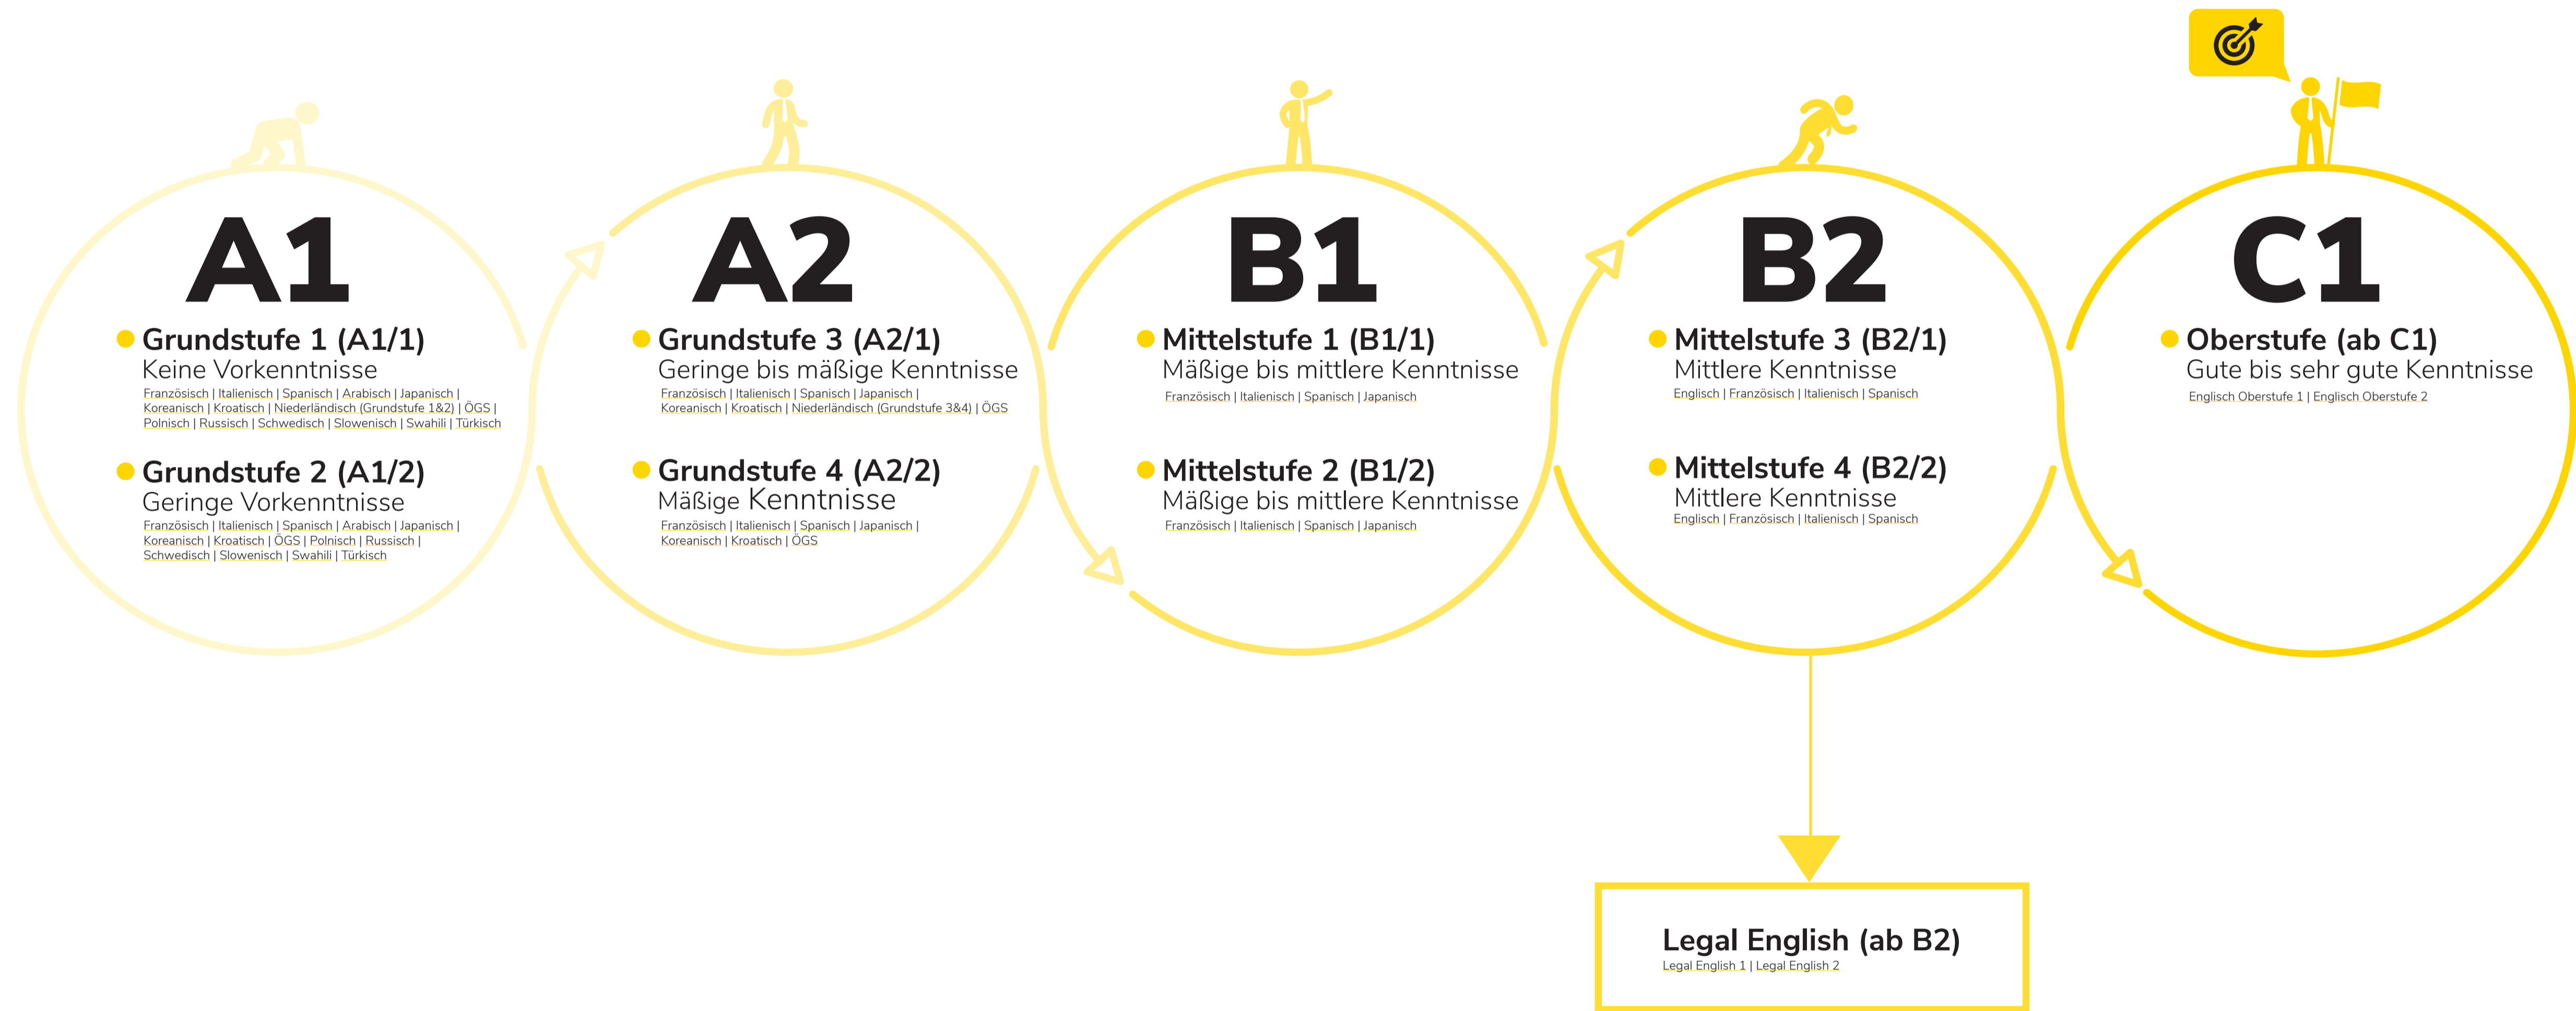 A1
Grundstufe 1 (A1/1)
Keine Vorkenntnisse
Französisch | Italienisch | Spanisch | Arabisch | Japanisch |
Koreanisch | Kroatisch | Niederländisch (Grundstufe 1&2) | ÖGS |
Polnisch | Russisch | Schwedisch | Slowenisch | Swahili | Türkisch
Grundstufe 2 (A1/2)
Geringe Vorkenntnisse
Französisch | Italienisch | Spanisch | Arabisch | Japanisch |
Koreanisch | Kroatisch | ÖGS | Polnisch | Russisch |
Schwedisch | Slowenisch | Swahili | Türkisch
A2
Grundstufe 3 (A2/1)
Geringe bis mäßige Kenntnisse
Französisch | Italienisch | Spanisch | Japanisch |
Koreanisch | Kroatisch | Niederländisch (Grundstufe 3&4) | ÖGS
Grundstufe 4 (A2/2)
Mäßige Kenntnisse
Französisch | Italienisch | Spanisch | Japanisch |
Koreanisch | Kroatisch | ÖGS
B1
Mittelstufe 1 (B1/1)
Mäßige bis mittlere Kenntnisse
Französisch | Italienisch | Spanisch | Japanisch
Mittelstufe 2 (B1/2)
Mäßige bis mittlere Kenntnisse
Französisch | Italienisch | Spanisch | Japanisch
B2
Mittelstufe 3 (B2/1)
Mittlere Kenntnisse
Englisch | Französisch | Italienisch | Spanisch
Mittelstufe 4 (B2/2)
Mittlere Kenntnisse
Englisch | Französisch | Italienisch | Spanisch
C1
Oberstufe (ab C1)
Gute bis sehr gute Kenntnisse
Englisch Oberstufe 1 | Englisch Oberstufe 2
Legal English (ab B2)
Legal English 1 | Legal English 2